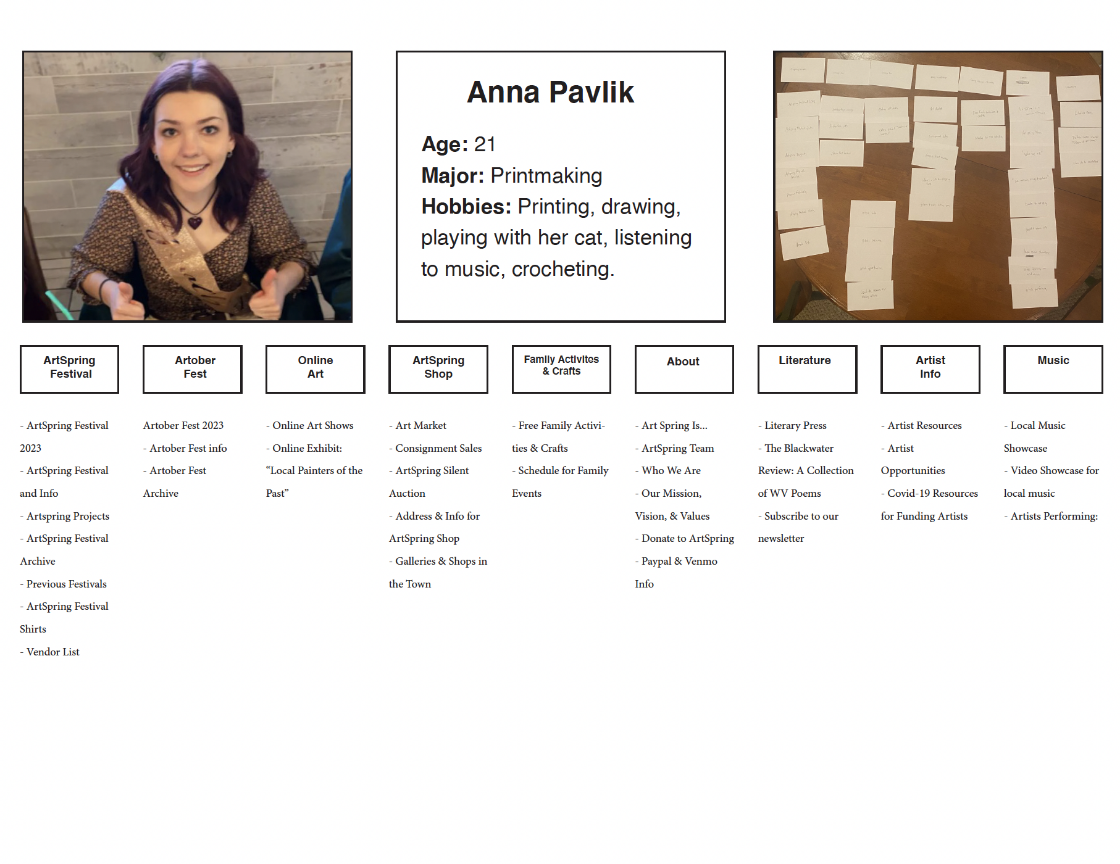 Anna Pavlik
Age: 21
Major: Printmaking
Hobbies: Printing, drawing,
playing with her cat, listening
to music, crocheting.
ArtSpring
Festival
- ArtSpring Festival
2023
- ArtSpring Festival
and Info
- Artspring Projects
- ArtSpring Festival
Archive
- Previous Festivals
- ArtSpring Festival
Shirts
- Vendor List
Artober
Fest
Artober Fest 2023
- Artober Fest info
- Artober Fest
Archive
Online
Art
- Online Art Shows
- Online Exhibit:
“Local Painters of the
Past”
ArtSpring
Shop
- Art Market
- Consignment Sales
- ArtSpring Silent
Auction
- Address & Info for
ArtSpring Shop
- Galleries & Shops in
the Town
Family Activites
& Crafts
- Free Family Activi-
ties & Crafts
- Schedule for Family
Events
About
- Art Spring Is...
- ArtSpring Team
- Who We Are
- Our Mission,
Vision, & Values
- Donate to ArtSpring
- Paypal & Venmo
Info
Literature
- Literary Press
- The Blackwater
Review: A Collection
of WV Poems
- Subscribe to our
newsletter
Artist
Info
- Artist Resources
- Artist
Opportunities
- Covid-19 Resources
for Funding Artists
Music
- Local Music
Showcase
- Video Showcase for
local music
- Artists Performing: